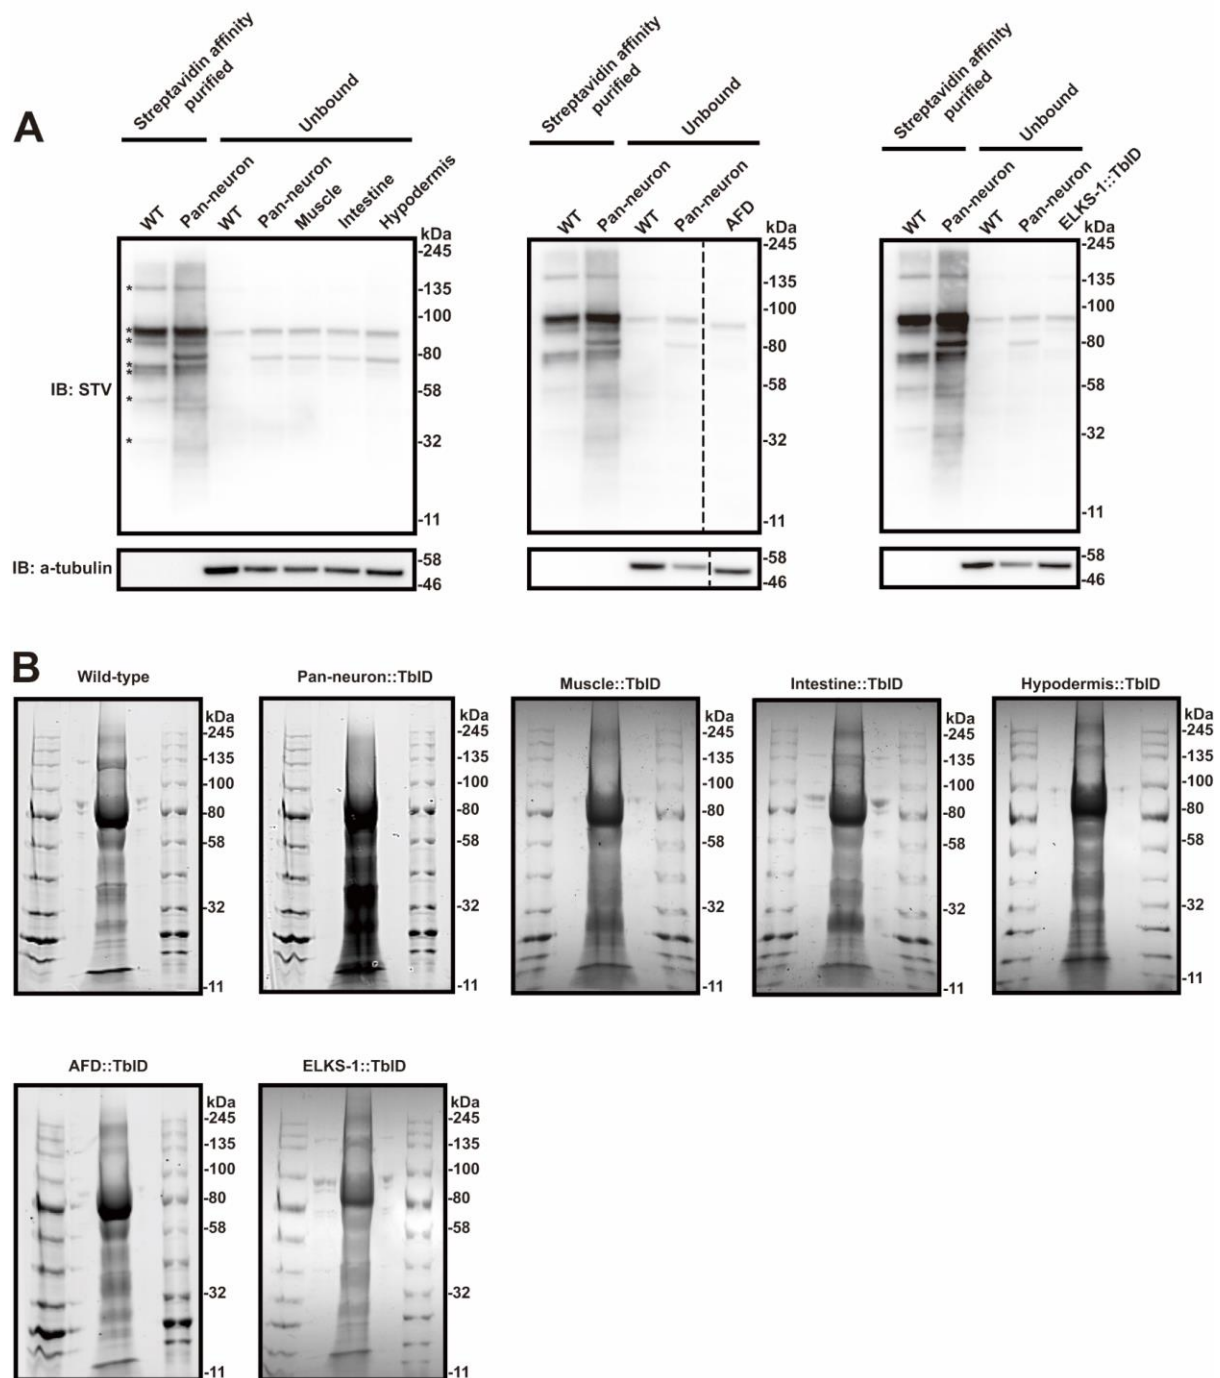 A
Streptavidin affinity
purified
Unbound
WT
Pan-neuron
WT
Pan-neuron
Muscle
Intestine
Hypodermis
kDa
-245
-135
-100
-80
-58
-32
-11
*
*
*
*
*
*
*
IB: STV
IB: a-tubulin
-58
-46
Streptavidin affinity
purified
Unbound
WT
Pan-neuron
WT
Pan-neuron
AFD
kDa
-245
-135
-100
-80
-58
-32
-11
-58
-46
Streptavidin affinity
purified
Unbound
WT
Pan-neuron
WT
Pan-neuron
ELKS-1::TbID
kDa
-245
-135
-100
-80
-58
-32
-11
-58
-46
B
Wild-type
kDa
-245
-135
-100
-80
-58
-32
-11
Pan-neuron::TbID
kDa
-245
-135
-100
-80
-58
-32
-11
Muscle::TbID
kDa
-245
-135
-100
-80
-58
-32
-11
Intestine::TbID
kDa
-245
-135
-100
-80
-58
-32
-11
Hypodermis::TbID
kDa
-245
-135
-100
-80
-58
-32
-11
AFD::TbID
kDa
-245
-135
-100
-80
-58
-32
-11
ELKS-1::TbID
kDa
-245
-135
-100
-80
-58
-32
-11